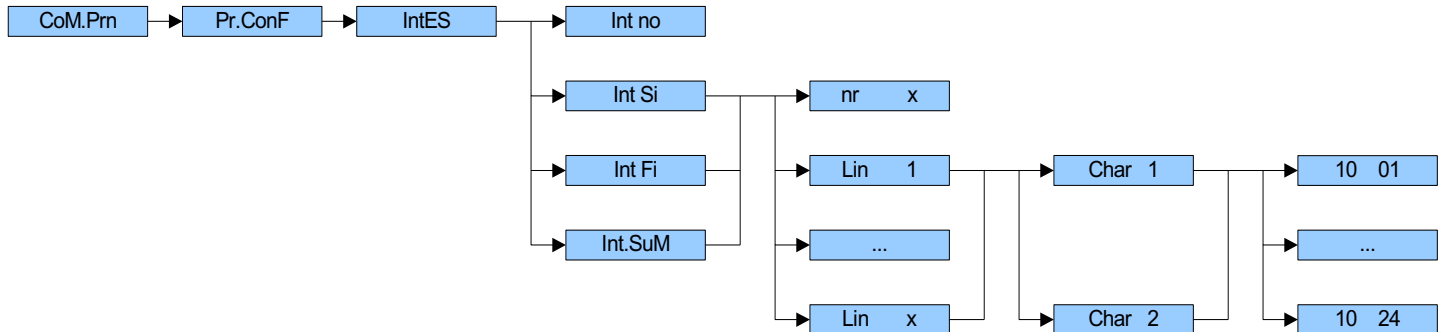 CoM.Prn Pr.ConF IntES Int no
Int Si nr x
Int Fi Lin 1 Char 1 10 01
Int.SuM ... ...
Lin x Char 2 10 24